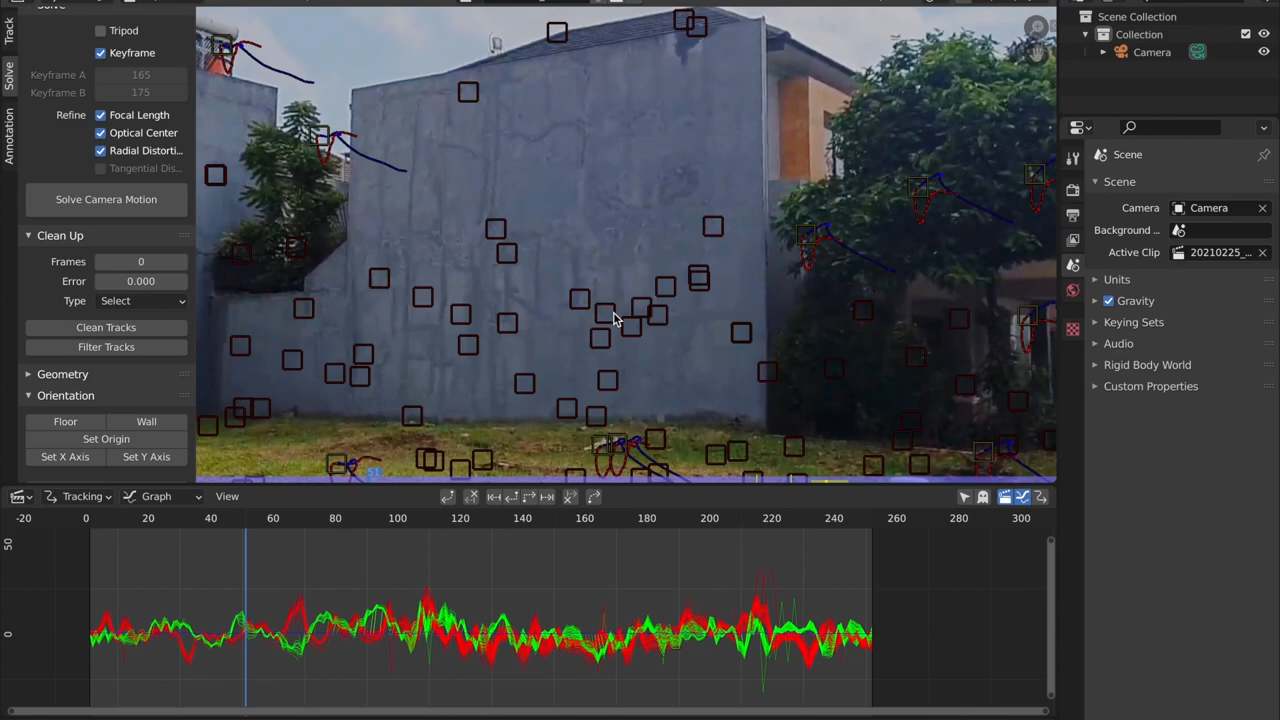 Solve
Track
Solve
Annotation
Tripod
Keyframe
Keyframe A 165
Keyframe B 175
Refine Focal Length
Optical Center
Radial Distorti...
Tangential Dis...
Solve Camera Motion
Clean Up
Frames 0
Error 0.000
Type Select
Clean Tracks
Filter Tracks
Geometry
Orientation
Floor Wall
Set Origin
Set X Axis Set Y Axis
51
Tracking Graph View
-20 0 20 40 60 80 100 120 140 160 180 200 220 240 260 280 300
50
0
Scene Collection
Collection
Camera
Scene
Scene
Camera Camera
Background ...
Active Clip 20210225_...
Units
Gravity
Keying Sets
Audio
Rigid Body World
Custom Properties